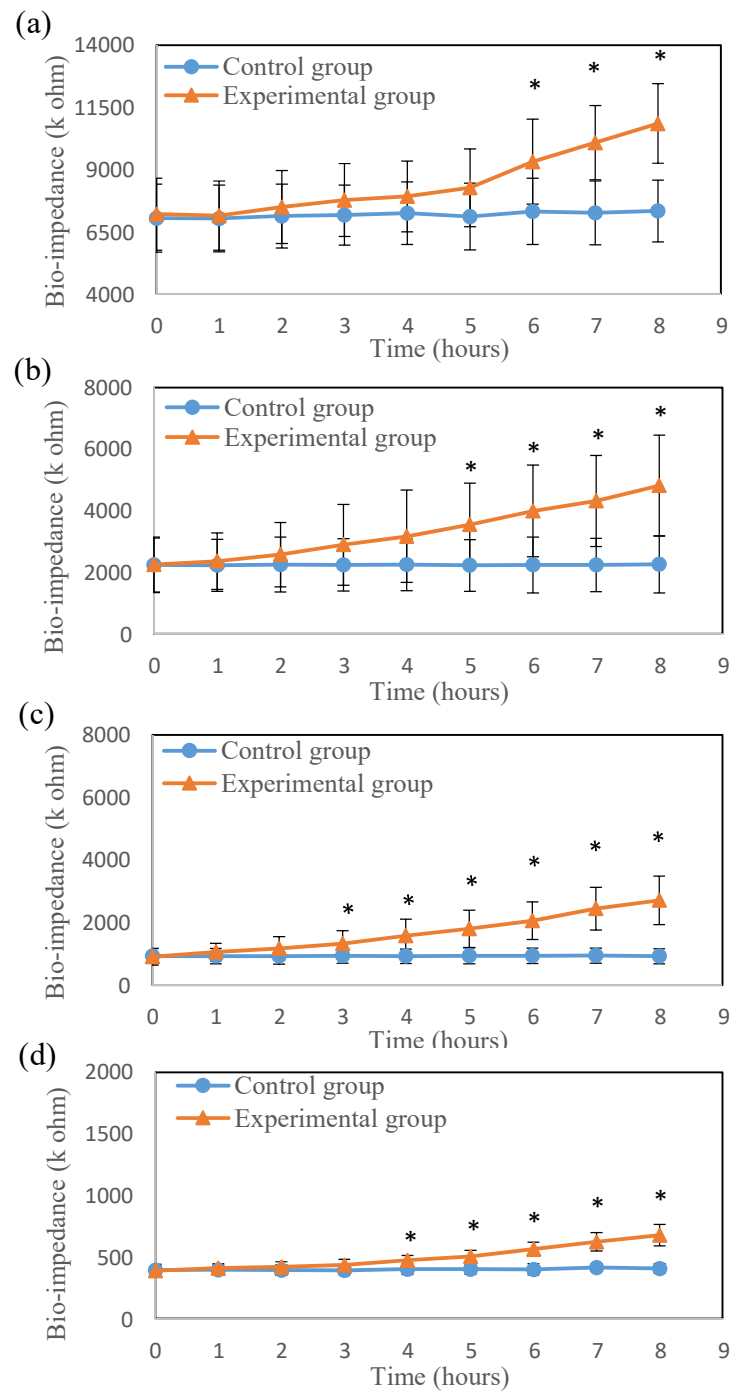 (a)
14000
11500
9000
6500
4000
Bio-impedance (k ohm)
Control group
Experimental group
* * *
0 1 2 3 4 5 6 7 8 9
Time (hours)
(b)
8000
6000
4000
2000
0
Bio-impedance (k ohm)
Control group
Experimental group
* * * *
0 1 2 3 4 5 6 7 8 9
Time (hours)
(c)
8000
6000
4000
2000
0
Bio-impedance (k ohm)
Control group
Experimental group
* * * * * *
0 1 2 3 4 5 6 7 8 9
Time (hours)
(d)
2000
1500
1000
500
0
Bio-impedance (k ohm)
Control group
Experimental group
* * * * *
0 1 2 3 4 5 6 7 8 9
Time (hours)